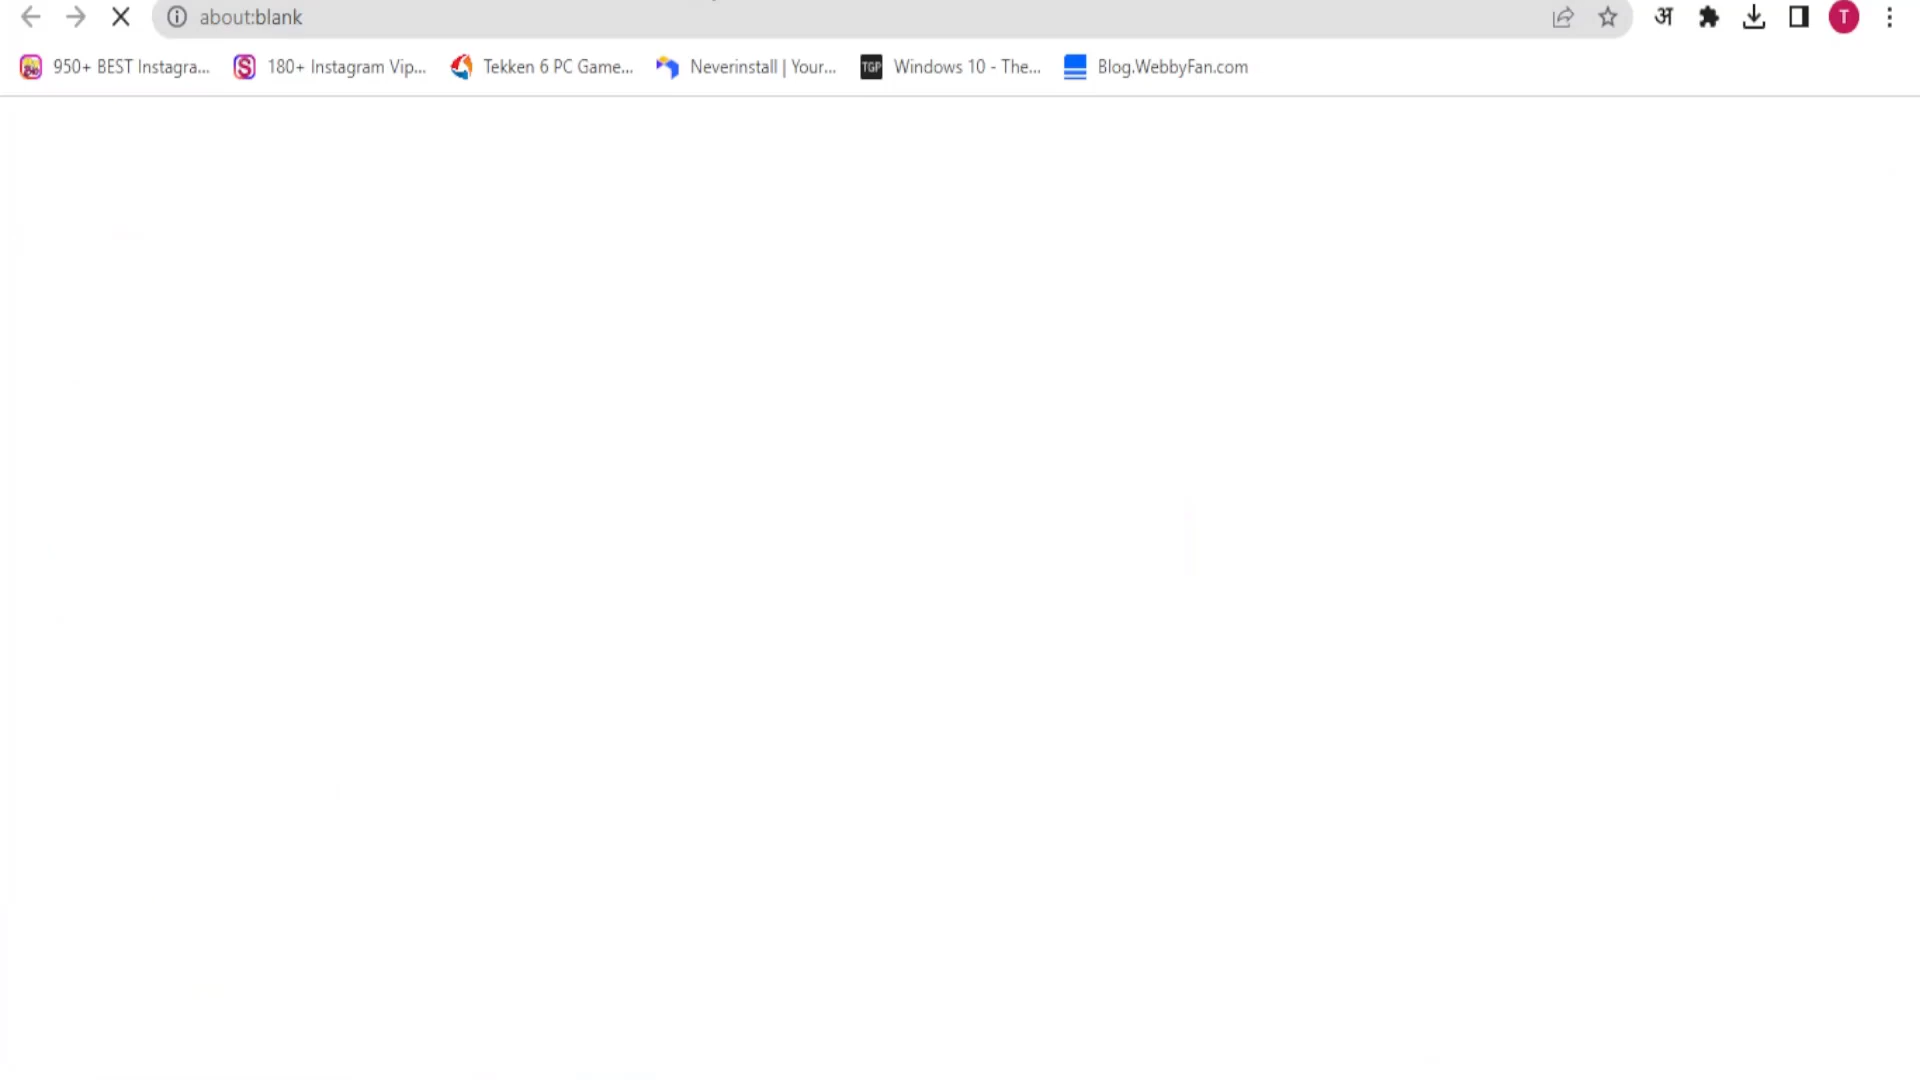 about:blank
अ
T
950+ BEST Instagra...
180+ Instagram Vip...
Tekken 6 PC Game...
Neverinstall | Your...
TGP
Windows 10 - The...
Blog.WebbyFan.com